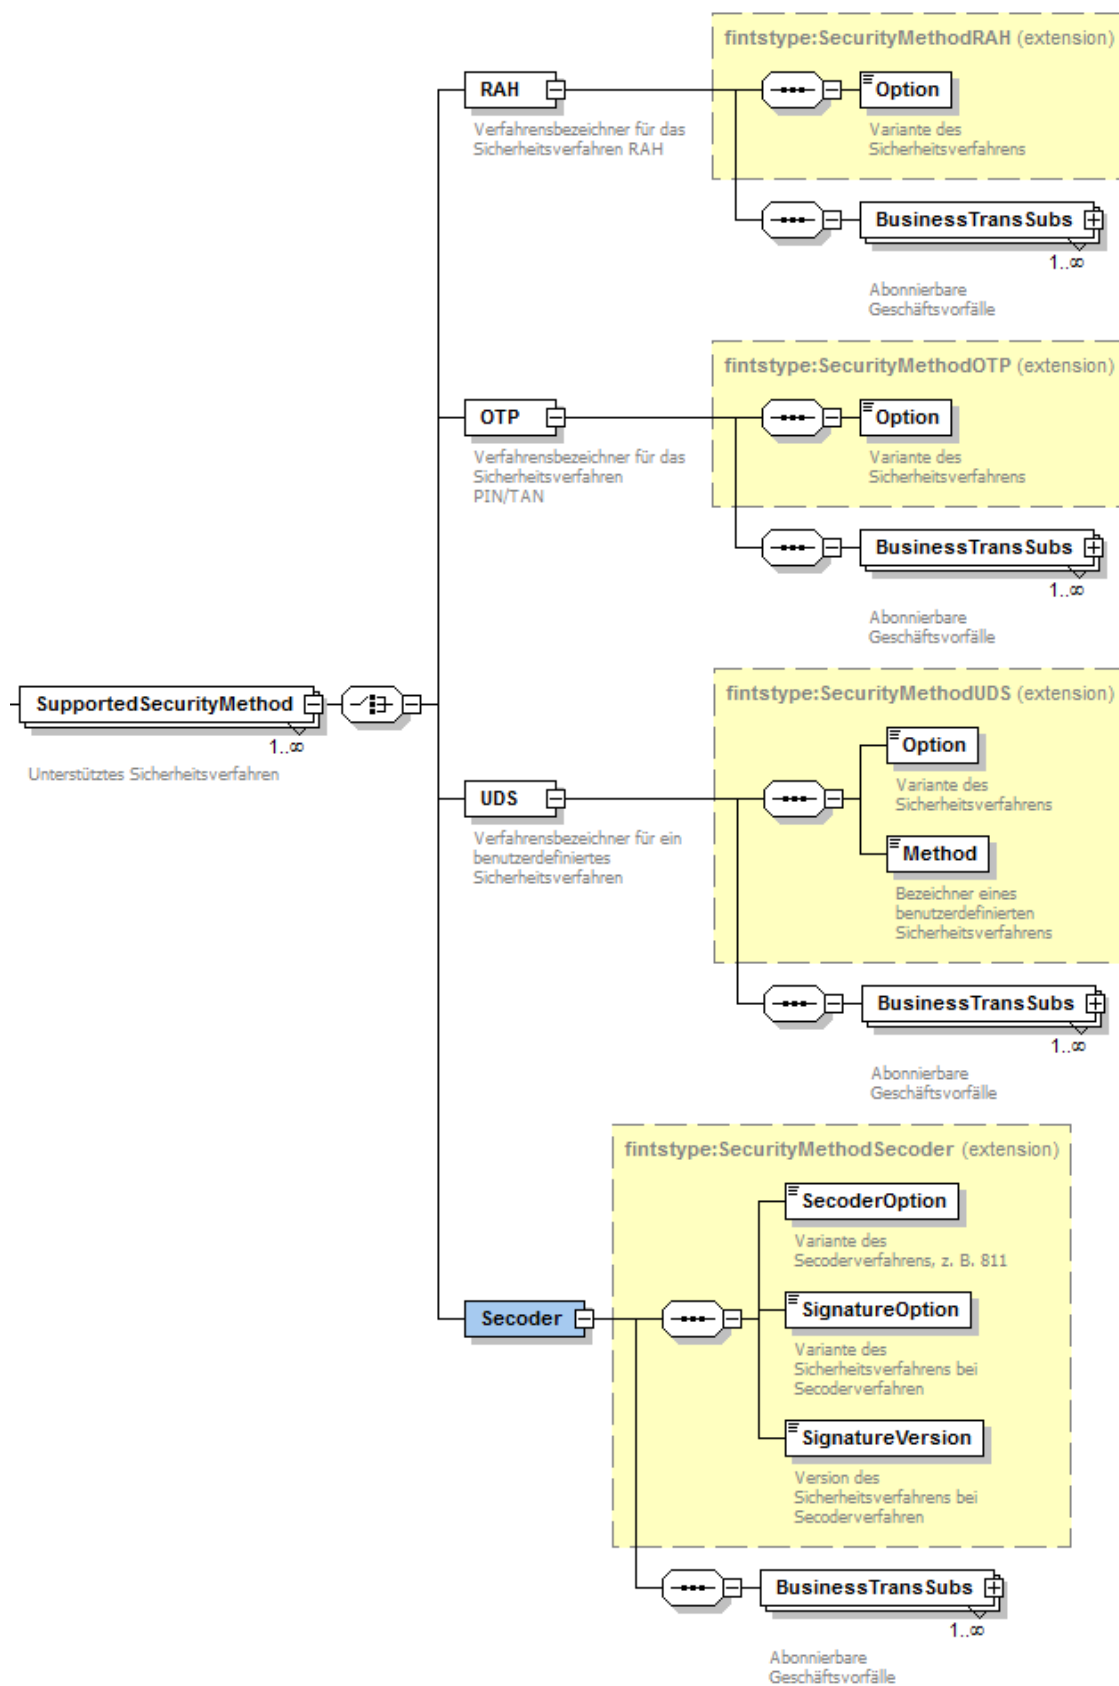 fintstype:SecurityMethodRAH (extension)
RAH
Option
Verfahrensbezeichner für das
Sicherheitsverfahren RAH
Variante des
Sicherheitsverfahrens
BusinessTransSubs
1..∞
Abonnierbare
Geschäftsvorfälle
fintstype:SecurityMethodOTP (extension)
OTP
Option
Verfahrensbezeichner für das
Sicherheitsverfahren
PIN/TAN
Variante des
Sicherheitsverfahrens
BusinessTransSubs
1..∞
Abonnierbare
Geschäftsvorfälle
SupportedSecurityMethod
1..∞
Unterstütztes Sicherheitsverfahren
fintstype:SecurityMethodUDS (extension)
Option
Variante des
Sicherheitsverfahrens
UDS
Verfahrensbezeichner für ein
benutzerdefiniertes
Sicherheitsverfahren
Method
Bezeichner eines
benutzerdefinierten
Sicherheitsverfahrens
BusinessTransSubs
1..∞
Abonnierbare
Geschäftsvorfälle
fintstype:SecurityMethodSecoder (extension)
SecoderOption
Variante des
Secoderverfahrens, z. B. 811
Secoder
SignatureOption
Variante des
Sicherheitsverfahrens bei
Secoderverfahren
SignatureVersion
Version des
Sicherheitsverfahrens bei
Secoderverfahren
BusinessTransSubs
1..∞
Abonnierbare
Geschäftsvorfälle